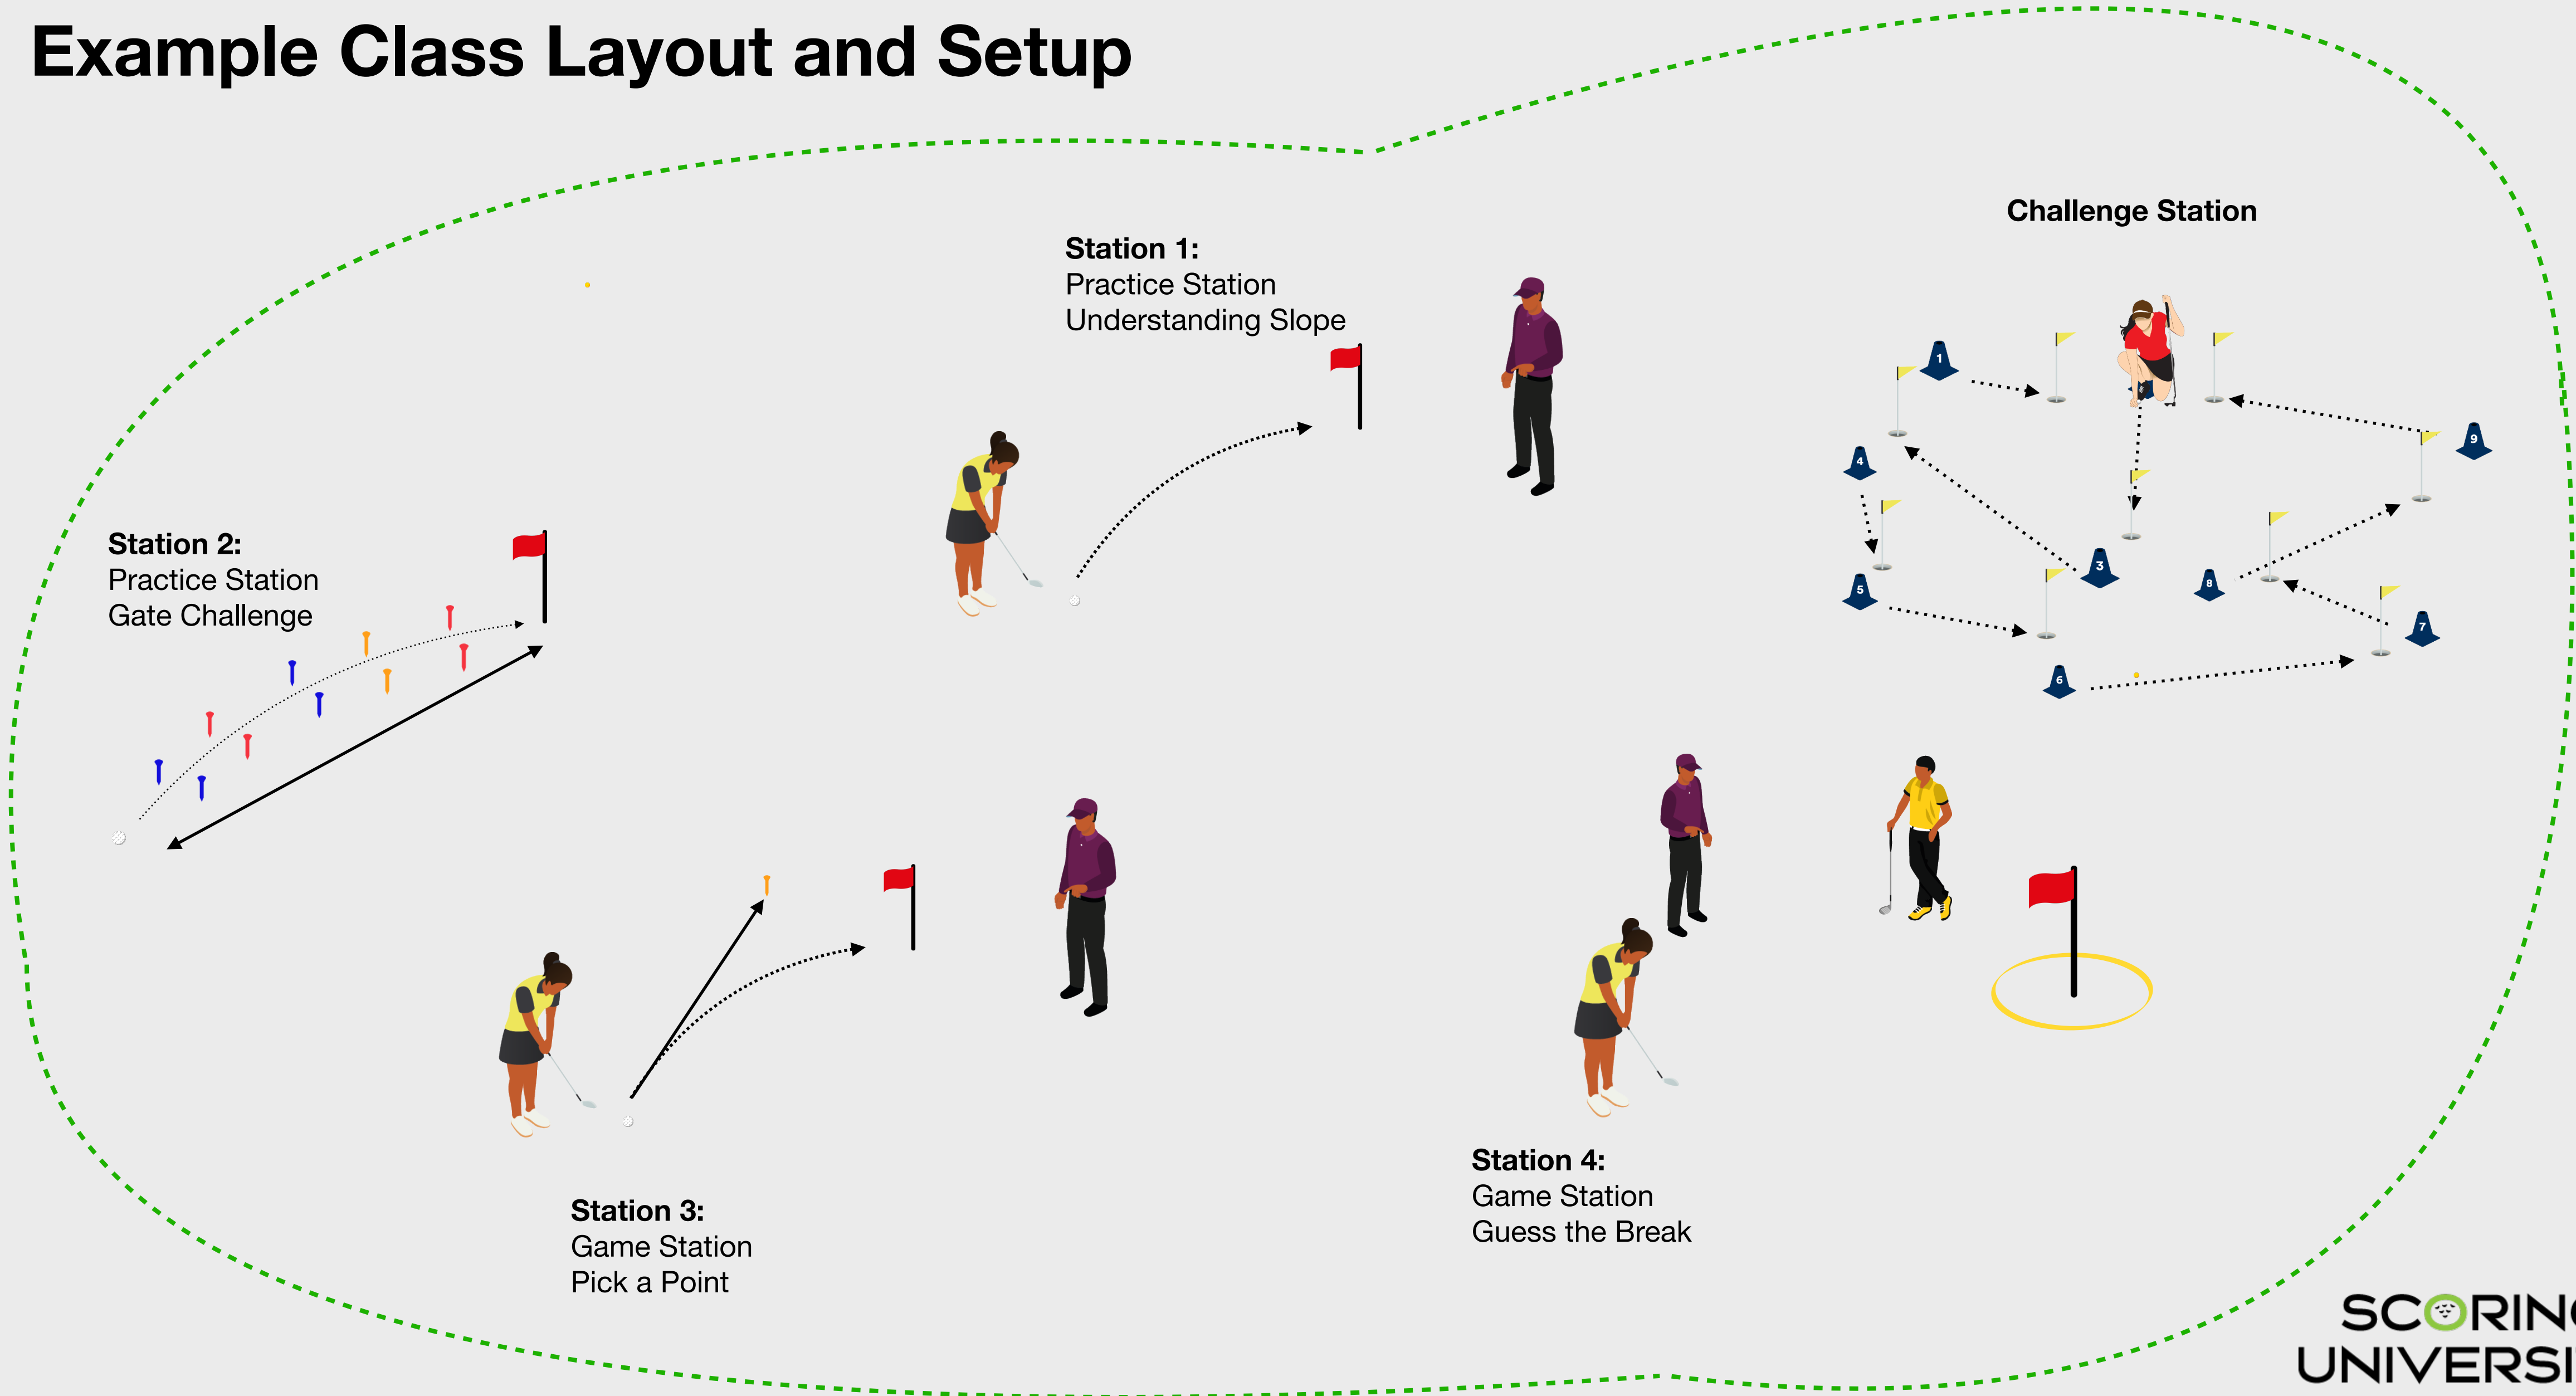 Example Class Layout and Setup
Challenge Station
Station 1:
Practice Station
Understanding Slope
1
4
9
Station 2:
Practice Station
Gate Challenge
3
5
8
7
6
Station 4:
Game Station
Guess the Break
Station 3:
Game Station
Pick a Point
SCORING
UNIVERSI